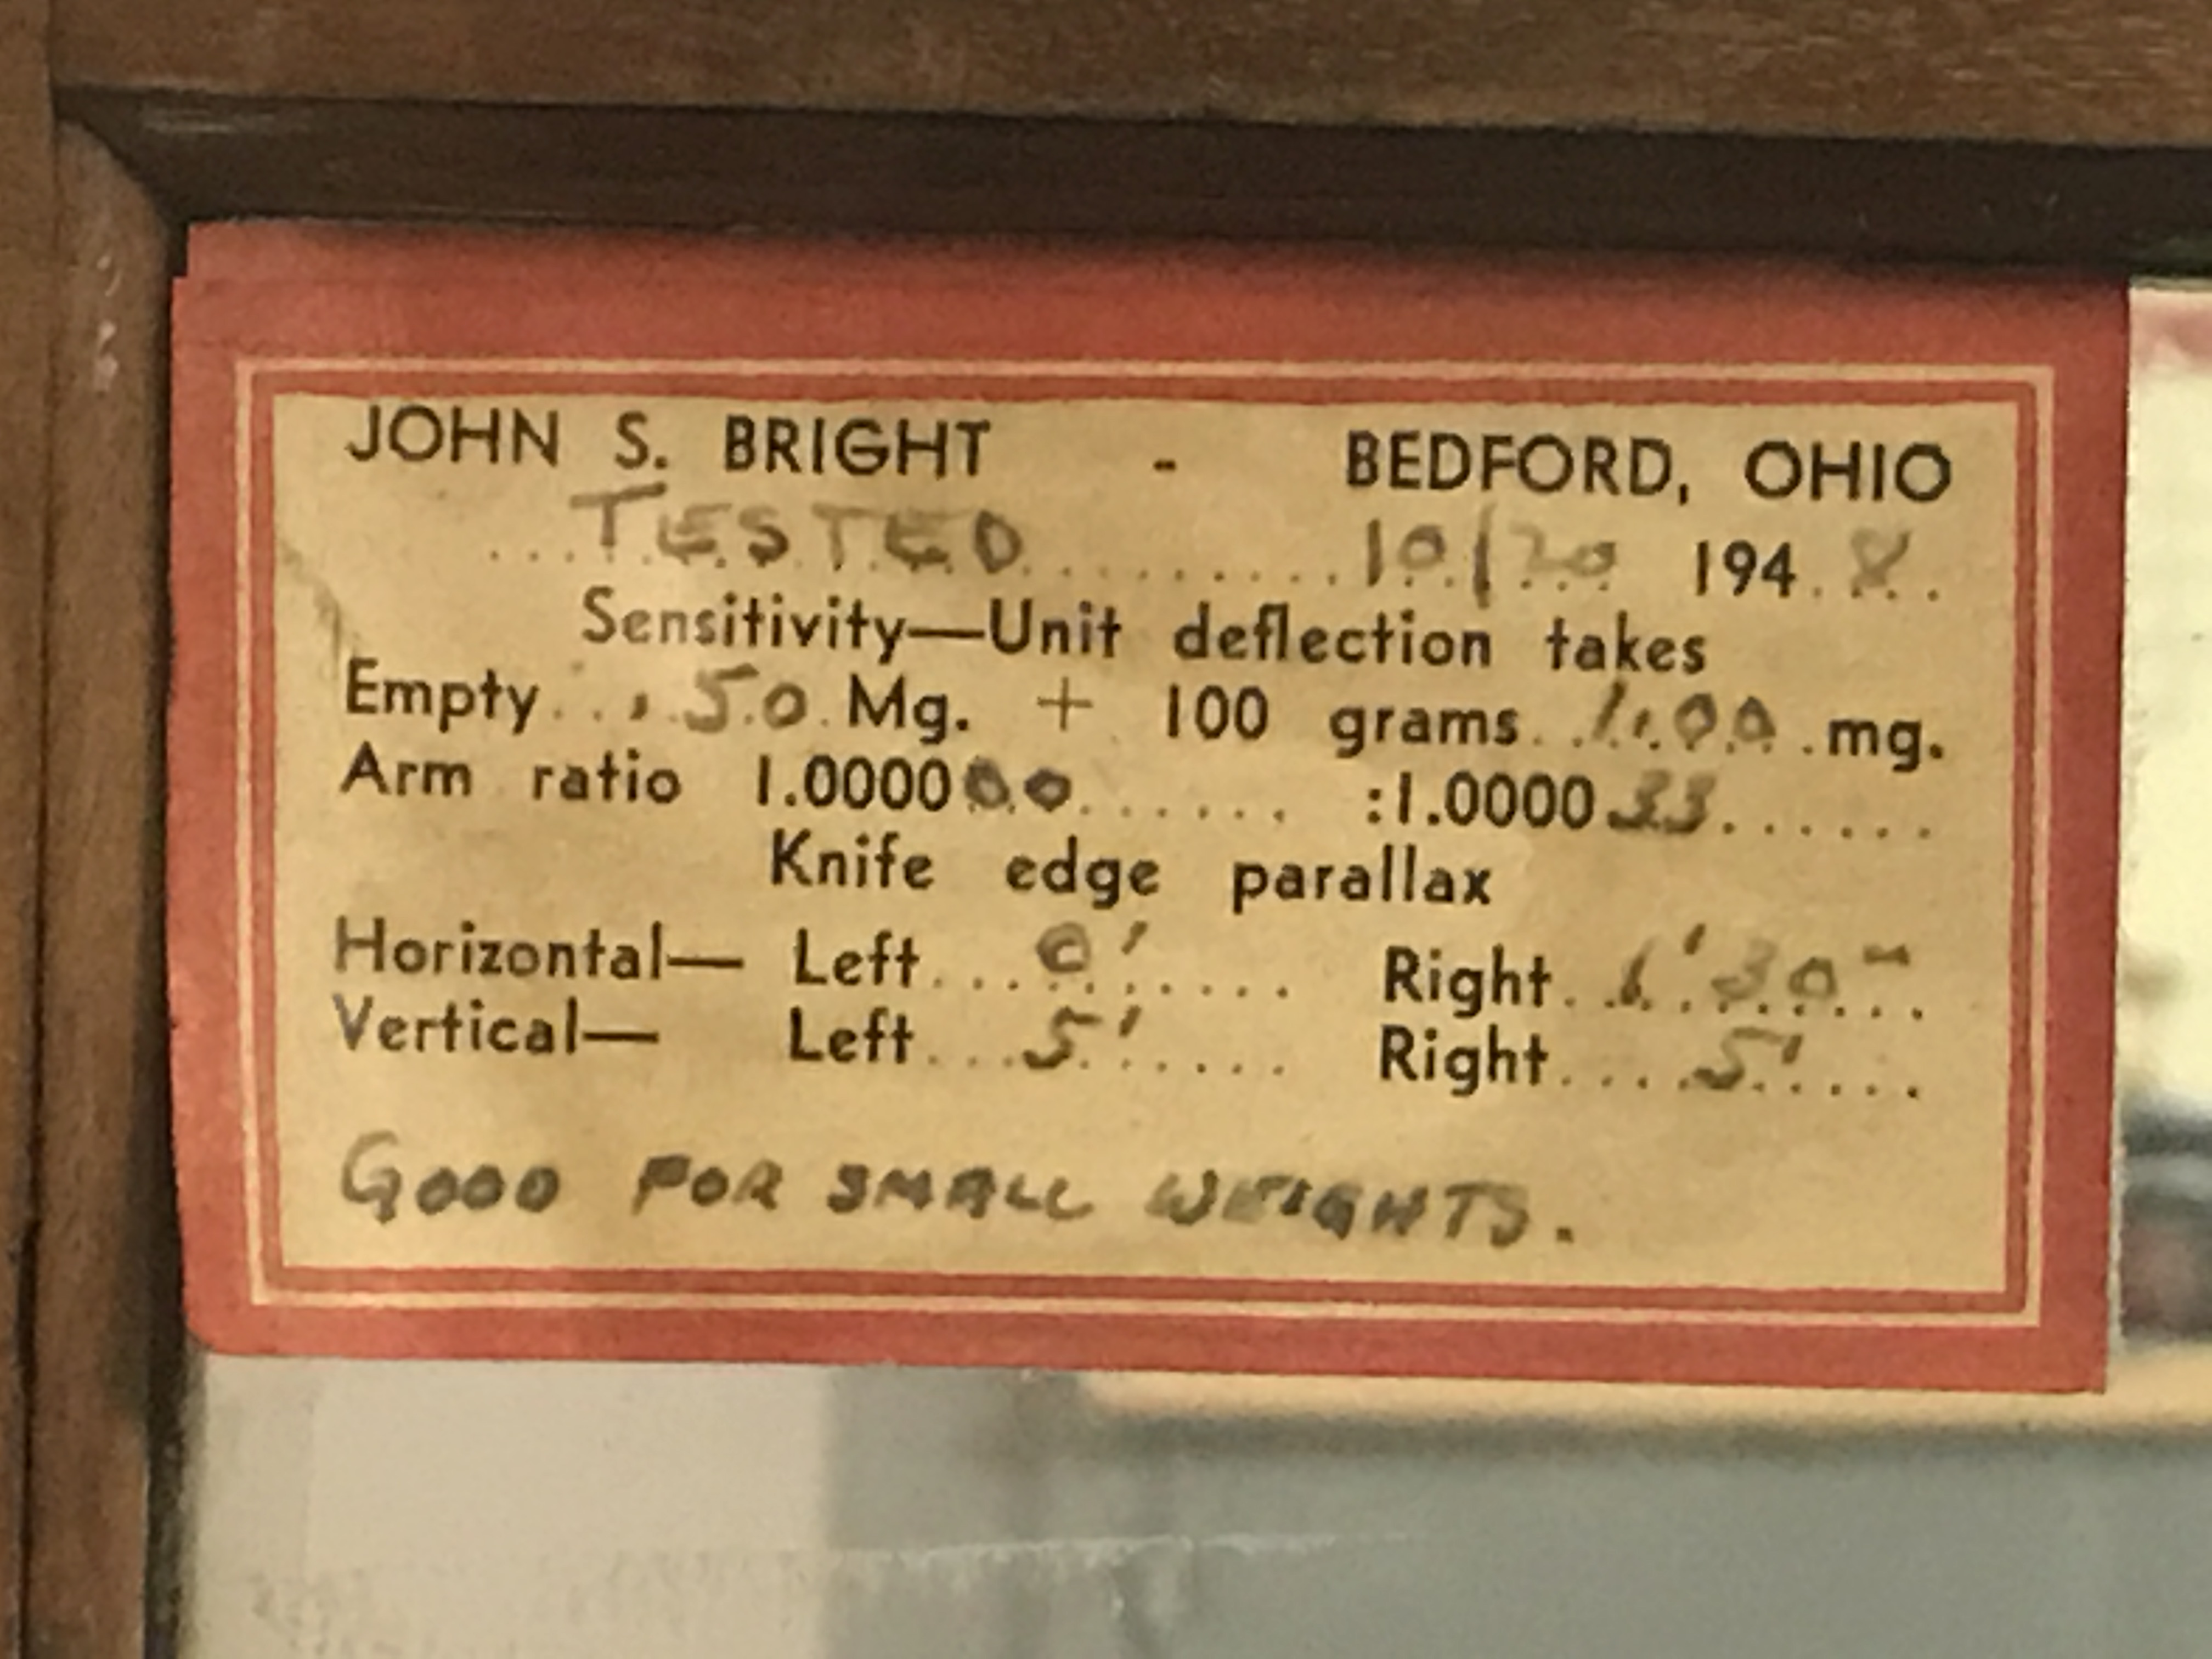 JOHN S. BRIGHT - BEDFORD, OHIO
TESTED 10/20 1948
Sensitivity—Unit deflection takes
Empty .50 Mg. + 100 grams 1.00 mg.
Arm ratio 1.000000 :1.000033
Knife edge parallax
Horizontal— Left 0' Right 1'30"
Vertical— Left 5' Right 5'
GOOD FOR SMALL WEIGHTS.